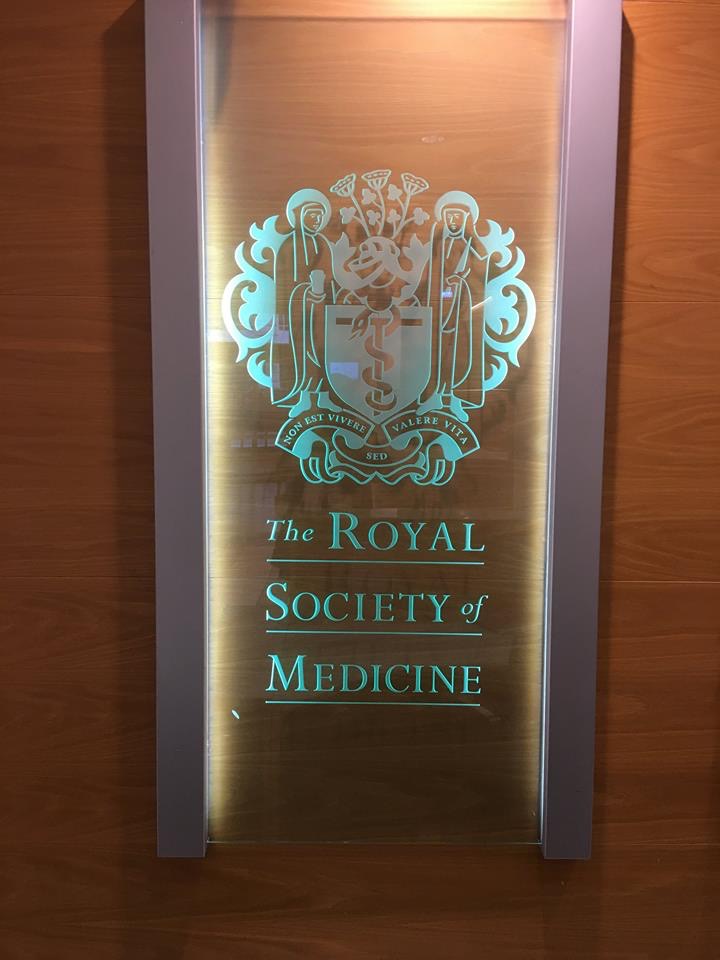 NON EST VIVERE
SED
VALERE VITA
The ROYAL
SOCIETY of
MEDICINE